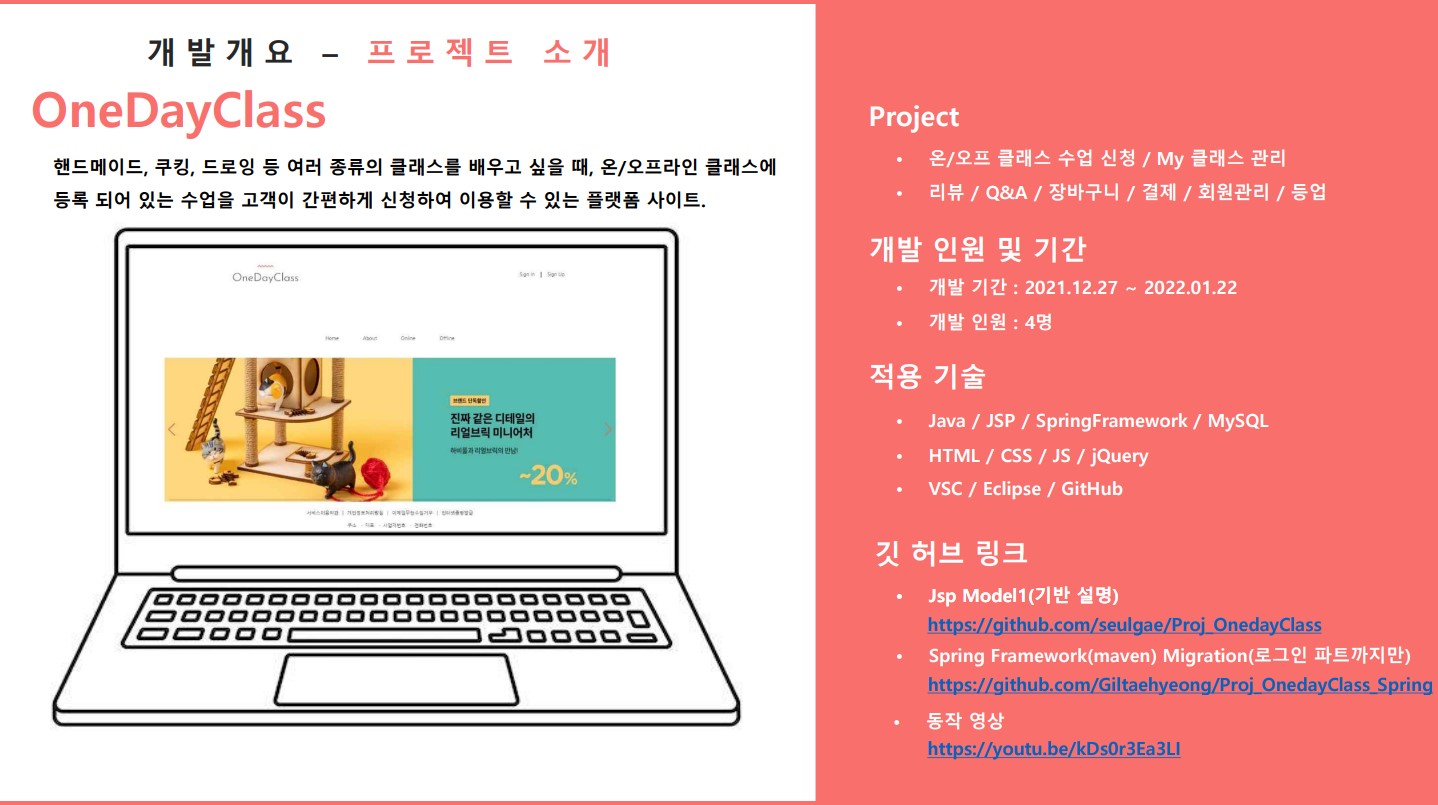 개발개요 – 프로젝트 소개
OneDayClass
핸드메이드, 쿠킹, 드로잉 등 여러 종류의 클래스를 배우고 싶을 때, 온/오프라인 클래스에
등록 되어 있는 수업을 고객이 간편하게 신청하여 이용할 수 있는 플랫폼 사이트.
OneDayClass
Sign In | Sign Up
Home About Online Offline
브랜드 단독할인
진짜 같은 디테일의
리얼브릭 미니어처
하비풀과 리얼브릭의 만남!
~20%
Project
• 온/오프 클래스 수업 신청 / My 클래스 관리
• 리뷰 / Q&A / 장바구니 / 결제 / 회원관리 / 등업
개발 인원 및 기간
• 개발 기간 : 2021.12.27 ~ 2022.01.22
• 개발 인원 : 4명
적용 기술
• Java / JSP / SpringFramework / MySQL
• HTML / CSS / JS / jQuery
• VSC / Eclipse / GitHub
깃 허브 링크
• Jsp Model1(기반 설명)
https://github.com/seulgae/Proj_OnedayClass
• Spring Framework(maven) Migration(로그인 파트까지만)
https://github.com/Giltaehyeong/Proj_OnedayClass_Spring
• 동작 영상
https://youtu.be/kDs0r3Ea3LI